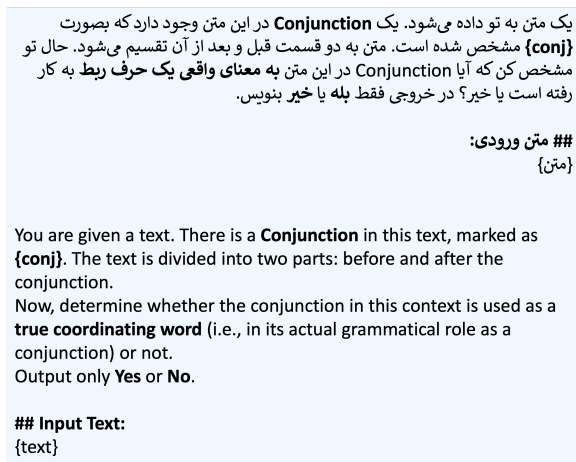 یک متن به تو داده می‌شود. یک Conjunction در این متن وجود دارد که بصورت
{conj} مشخص شده است. متن به دو قسمت قبل و بعد از آن تقسیم می‌شود. حال تو
مشخص کن که آیا Conjunction در این متن به معنای واقعی یک حرف ربط به کار
رفته است یا خیر؟ در خروجی فقط بله یا خیر بنویس.
## متن ورودی:
{متن}
You are given a text. There is a Conjunction in this text, marked as
{conj}. The text is divided into two parts: before and after the
conjunction.
Now, determine whether the conjunction in this context is used as a
true coordinating word (i.e., in its actual grammatical role as a
conjunction) or not.
Output only Yes or No.
## Input Text:
{text}